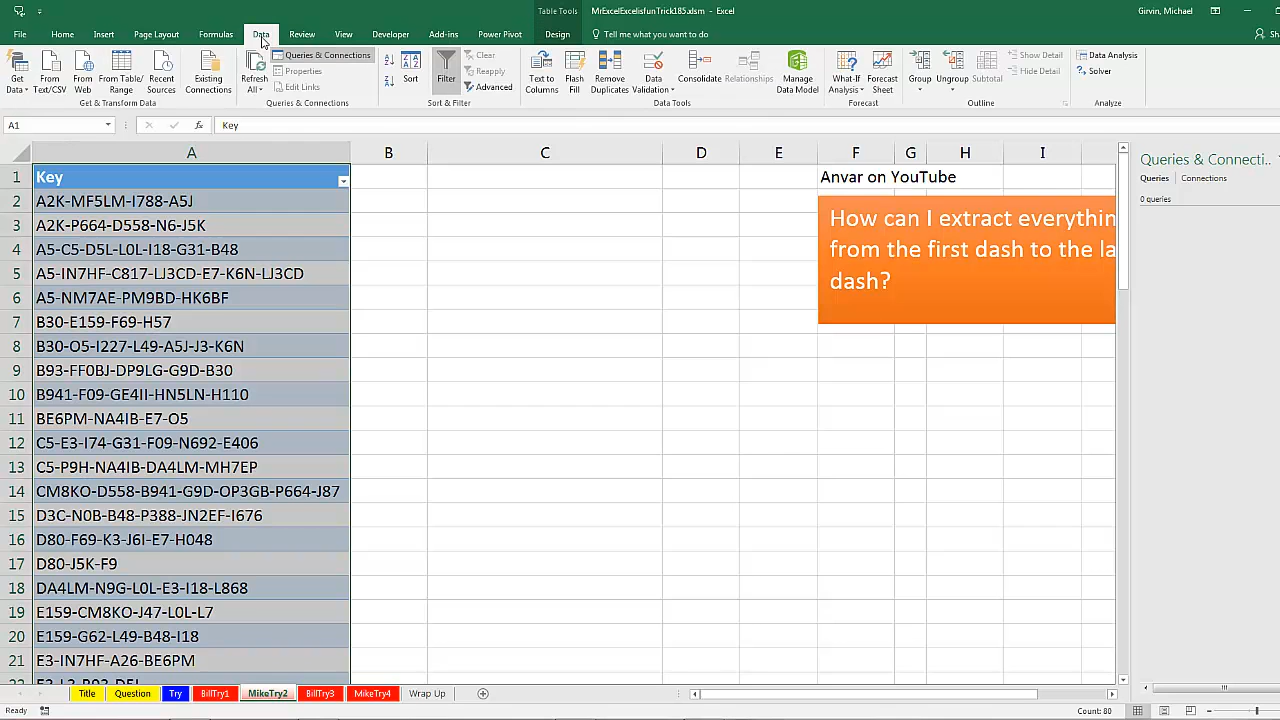 Table Tools
MrExcelExcelisfunTrick185.xlsm - Excel
Girvin, Michael
File Home Insert Page Layout Formulas Data Review View Developer Add-ins Power Pivot Design Tell me what you want to do
Get Data
From Text/CSV
From Web
From Table/ Range
Recent Sources
Existing Connections
Get & Transform Data
Refresh All
Queries & Connections
Properties
Edit Links
Queries & Connections
Sort
Filter
Clear
Reapply
Advanced
Sort & Filter
Text to Columns
Flash Fill
Remove Duplicates
Data Validation
Consolidate
Relationships
Manage Data Model
Data Tools
What-If Analysis
Forecast Sheet
Forecast
Group
Ungroup
Subtotal
Show Detail
Hide Detail
Outline
Data Analysis
Solver
Analyze
A1 fx Key
A B C D E F G H I
1 Key Anvar on YouTube
2 A2K-MF5LM-I788-A5J
3 A2K-P664-D558-N6-J5K
4 A5-C5-D5L-L0L-I18-G31-B48
5 A5-IN7HF-C817-LJ3CD-E7-K6N-LJ3CD
6 A5-NM7AE-PM9BD-HK6BF
7 B30-E159-F69-H57
8 B30-O5-I227-L49-A5J-J3-K6N
9 B93-FF0BJ-DP9LG-G9D-B30
10 B941-F09-GE4II-HN5LN-H110
11 BE6PM-NA4IB-E7-O5
12 C5-E3-I74-G31-F09-N692-E406
13 C5-P9H-NA4IB-DA4LM-MH7EP
14 CM8KO-D558-B941-G9D-OP3GB-P664-J87
15 D3C-N0B-B48-P388-JN2EF-I676
16 D80-F69-K3-J6I-E7-H048
17 D80-J5K-F9
18 DA4LM-N9G-L0L-E3-I18-L868
19 E159-CM8KO-J47-L0L-L7
20 E159-G62-L49-B48-I18
21 E3-IN7HF-A26-BE6PM
How can I extract everythin
from the first dash to the la
dash?
Queries & Connecti..
Queries Connections
0 queries
Title Question Try BillTry1 MikeTry2 BillTry3 MikeTry4 Wrap Up
Ready
Count: 80